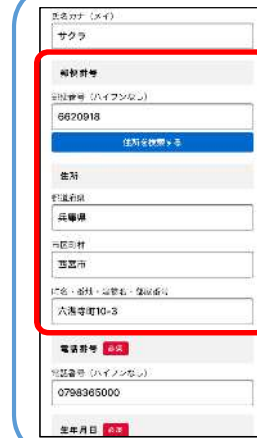 氏名カナ（メイ）
サクラ
郵便番号
郵便番号（ハイフンなし）
6620918
住所を検索する
住所
都道府県
兵庫県
市区町村
西宮市
町名・番地・建物名・部屋番号
六湛寺町10-3
電話番号 必須
電話番号（ハイフンなし）
0798365000
生年月日 必須